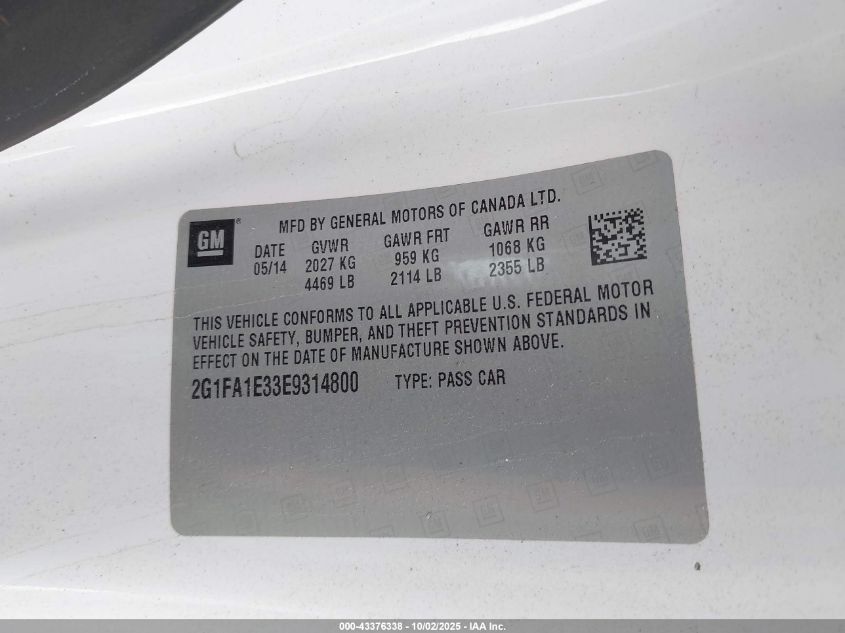 GM®
MFD BY GENERAL MOTORS OF CANADA LTD.
DATE GVWR GAWR FRT GAWR RR
05/14 2027 KG 959 KG 1068 KG
4469 LB 2114 LB 2355 LB
THIS VEHICLE CONFORMS TO ALL APPLICABLE U.S. FEDERAL MOTOR
VEHICLE SAFETY, BUMPER, AND THEFT PREVENTION STANDARDS IN
EFFECT ON THE DATE OF MANUFACTURE SHOWN ABOVE.
2G1FA1E33E9314800 TYPE: PASS CAR
000-43376338 - 10/02/2025 - IAA Inc.